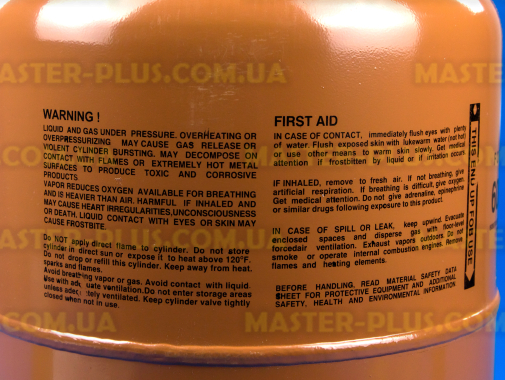 MASTER-PLUS.COM.UA
MASTER-PLUS.COM.UA
WARNING !
LIQUID AND GAS UNDER PRESSURE. OVERHEATING OR
OVERPRESSURIZING MAY CAUSE GAS RELEASE OR
VIOLENT CYLINDER BURSTING. MAY DECOMPOSE ON
CONTACT WITH FLAMES OR EXTREMELY HOT METAL
SURFACES TO PRODUCE TOXIC AND CORROSIVE
PRODUCTS
VAPOR REDUCES OXYGEN AVAILABLE FOR BREATHING
AND IS HEAVIER THAN AIR. HARMFUL IF INHALED AND
MAY CAUSE HEART IRREGULARITIES,UNCONSCIOUSNESS
OR DEATH. LIQUID CONTACT WITH EYES OR SKIN MAY
CAUSE FROSTBITE.
Do NOT apply direct flame to cylinder. Do not store
cylinder in direct sun or expose it to heat above 120°F.
Do not drop or refill this cylinder. Keep away from heat.
sparks and flames.
Avoid breathing vapor or gas. Avoid contact with liquid.
Use with adequate ventilation.Do not enter storage areas
unless adequately ventilated. Keep cylinder valve tightly
closed when not in use.
FIRST AID
IN CASE OF CONTACT, immediately flush eyes with plenty
of water. Flush exposed skin with lukewarm water (not hot)
or use other means to warm skin slowly. Get medical
attention if frostbitten by liquid or if irritation occurs
IF INHALED, remove to fresh air. If not breathing, give
artificial respiration. If breathing is difficult, give oxygen
Get medical attention. Do not give adrenaline, epinephrine
or similar drugs following exposure to this product.
IN CASE OF SPILL OR LEAK, keep upwind. Evacuate
enclosed spaces and disperse gas with floor-level
forcedair ventilation. Exhaust vapors outdoors. Do not
smoke or operate internal combustion engines. Remove
flames and heating elements.
BEFORE HANDLING, READ MATERIAL SAFETY DATA
SHEET FOR PROTECTIVE EQUIPMENT AND ADDITIONAL
SAFETY, HEALTH AND ENVIRONMENTAL INFORMATION
THIS END UP FOR USE
MASTER-PLUS.COM.UA
MASTER-PLUS.COM.UA